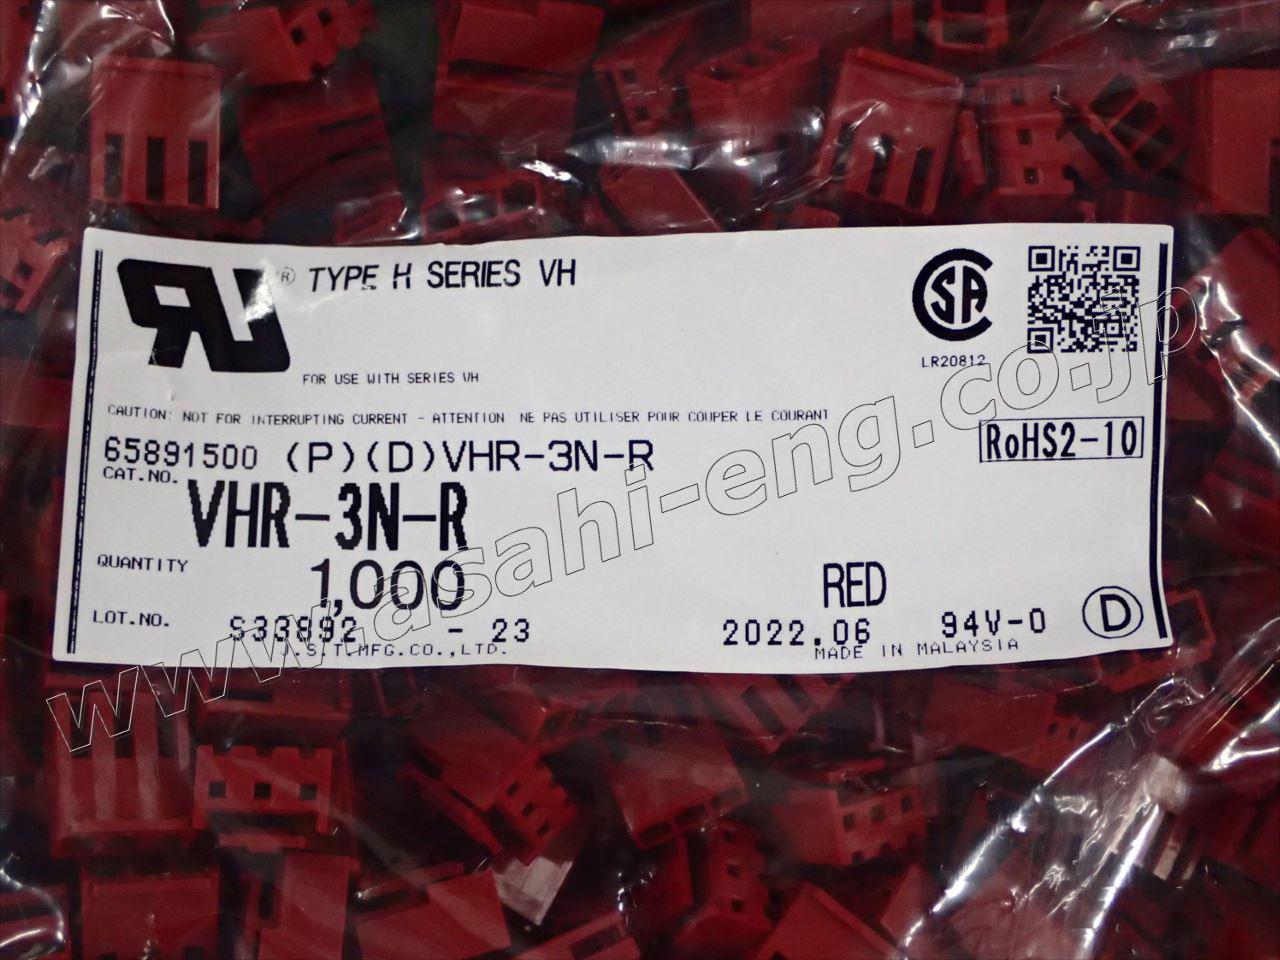 RU® TYPE H SERIES VH
CSA
LR20812
FOR USE WITH SERIES VH
CAUTION: NOT FOR INTERRUPTING CURRENT - ATTENTION: NE PAS UTILISER POUR COUPER LE COURANT
65891500 (P)(D)VHR-3N-R
RoHS2-10
CAT.NO. VHR-3N-R
QUANTITY 1,000
RED
LOT.NO. S33892 - 23
2022.06 94V-0 D
J.S.T.MFG.CO.,LTD.
MADE IN MALAYSIA
www.asahi-eng.co.jp